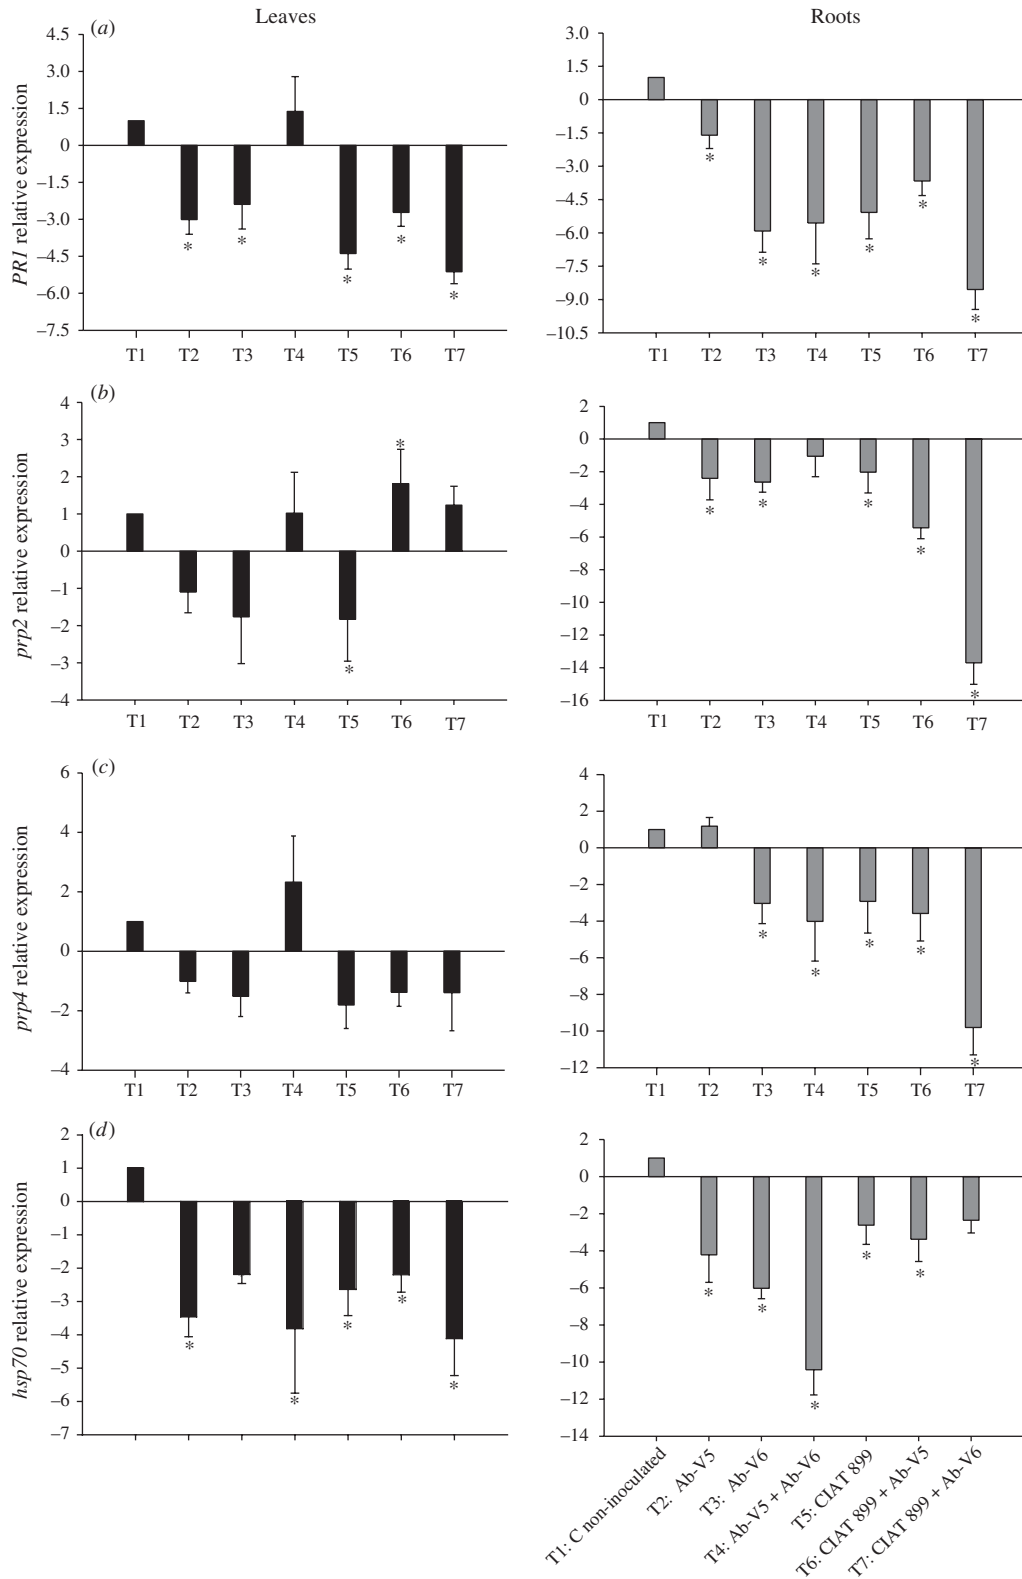 Leaves
Roots
(a)
PR1 relative expression
4.5
3.0
1.5
0
–1.5
–3.0
–4.5
–6.0
–7.5
* * * * *
T1 T2 T3 T4 T5 T6 T7
3.0
1.5
0
–1.5
–3.0
–4.5
–6.0
–7.5
–9.0
–10.5
* * * * * *
T1 T2 T3 T4 T5 T6 T7
(b)
prp2 relative expression
4
3
2
1
0
–1
–2
–3
–4
* *
T1 T2 T3 T4 T5 T6 T7
2
0
–2
–4
–6
–8
–10
–12
–14
–16
* * * * *
T1 T2 T3 T4 T5 T6 T7
(c)
prp4 relative expression
6
4
2
0
–2
–4
T1 T2 T3 T4 T5 T6 T7
4
2
0
–2
–4
–6
–8
–10
–12
* * * * *
T1 T2 T3 T4 T5 T6 T7
(d)
hsp70 relative expression
2
1
0
–1
–2
–3
–4
–5
–6
–7
* * * * *
2
0
–2
–4
–6
–8
–10
–12
–14
* * * * *
T1: C non-inoculated
T2: Ab-V5
T3: Ab-V6
T4: Ab-V5 + Ab-V6
T5: CIAT 899
T6: CIAT 899 + Ab-V5
T7: CIAT 899 + Ab-V6